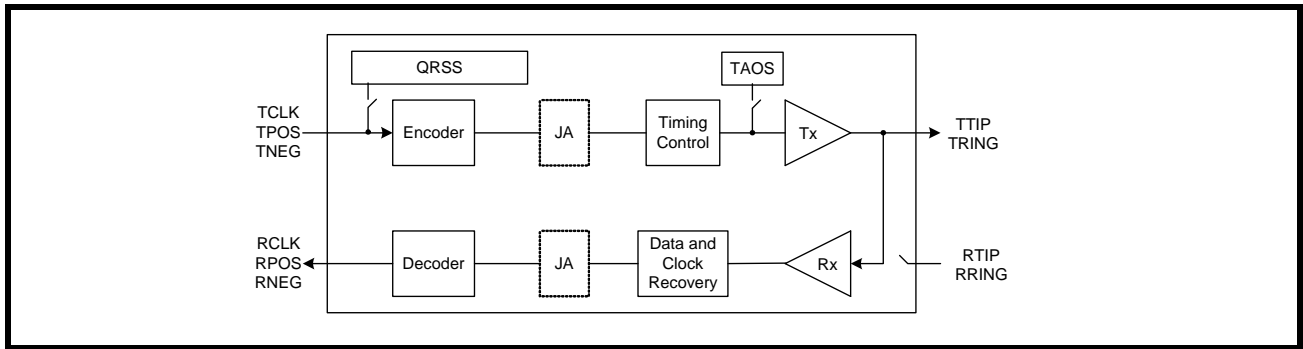 QRSS
TAOS
TCLK
TPOS
TNEG
Encoder
JA
Timing
Control
Tx
TTIP
TRING
RCLK
RPOS
RNEG
Decoder
JA
Data and
Clock
Recovery
Rx
RTIP
RRING